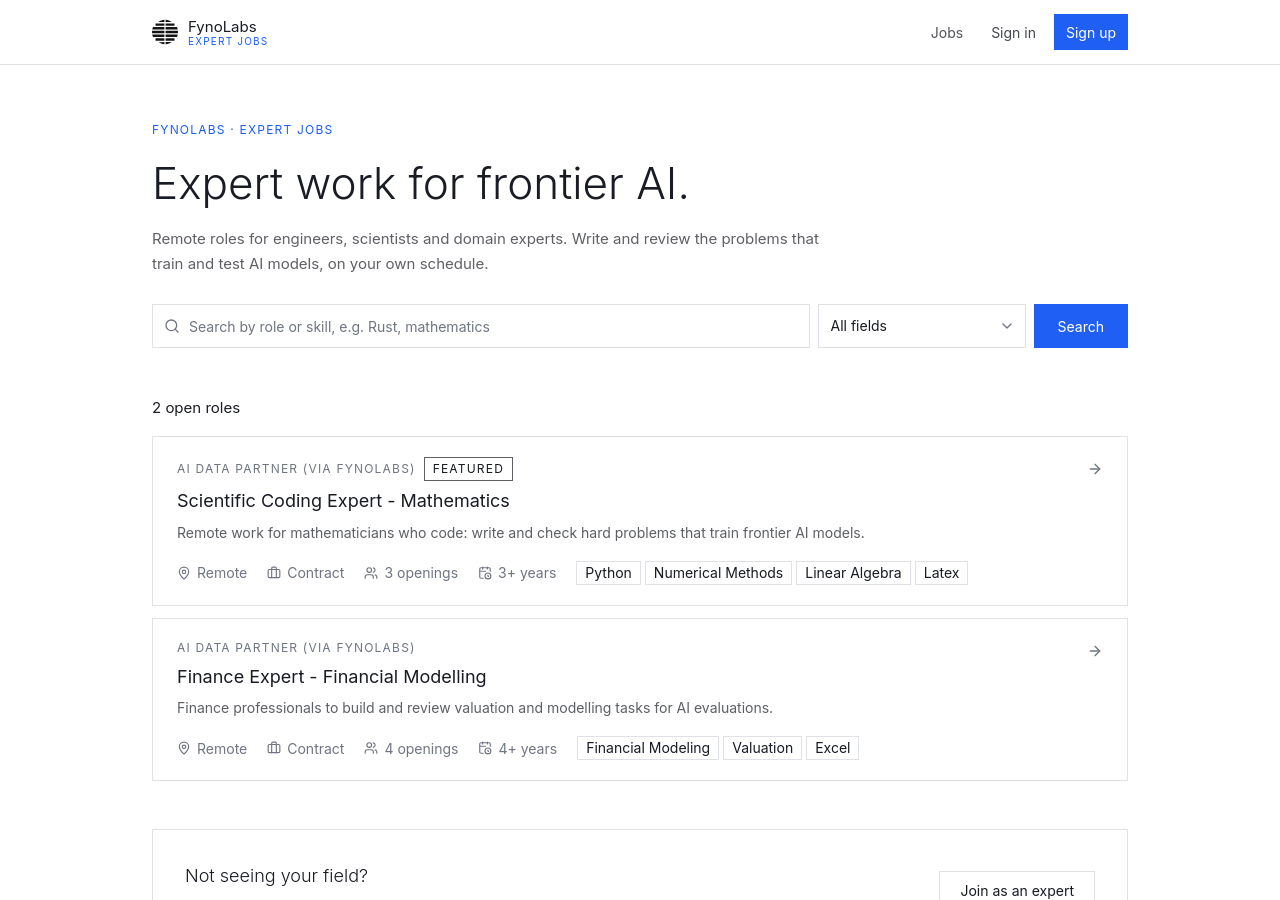 FynoLabs
EXPERT JOBS
Jobs
Sign in
Sign up
FYNOLABS · EXPERT JOBS
Expert work for frontier AI.
Remote roles for engineers, scientists and domain experts. Write and review the problems that
train and test AI models, on your own schedule.
Search by role or skill, e.g. Rust, mathematics
All fields
Search
2 open roles
AI DATA PARTNER (VIA FYNOLABS) FEATURED
Scientific Coding Expert - Mathematics
Remote work for mathematicians who code: write and check hard problems that train frontier AI models.
Remote Contract 3 openings 3+ years Python Numerical Methods Linear Algebra Latex
AI DATA PARTNER (VIA FYNOLABS)
Finance Expert - Financial Modelling
Finance professionals to build and review valuation and modelling tasks for AI evaluations.
Remote Contract 4 openings 4+ years Financial Modeling Valuation Excel
Not seeing your field?
Join as an expert